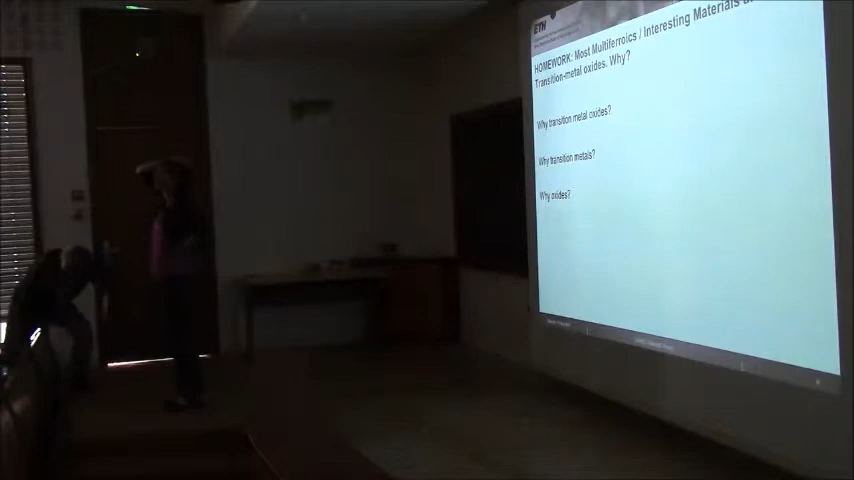 ETH
HOMEWORK: Most Multiferroics / Interesting Materials
Transition-metal oxides. Why?
Why transition metal oxides?
Why transition metals?
Why oxides?